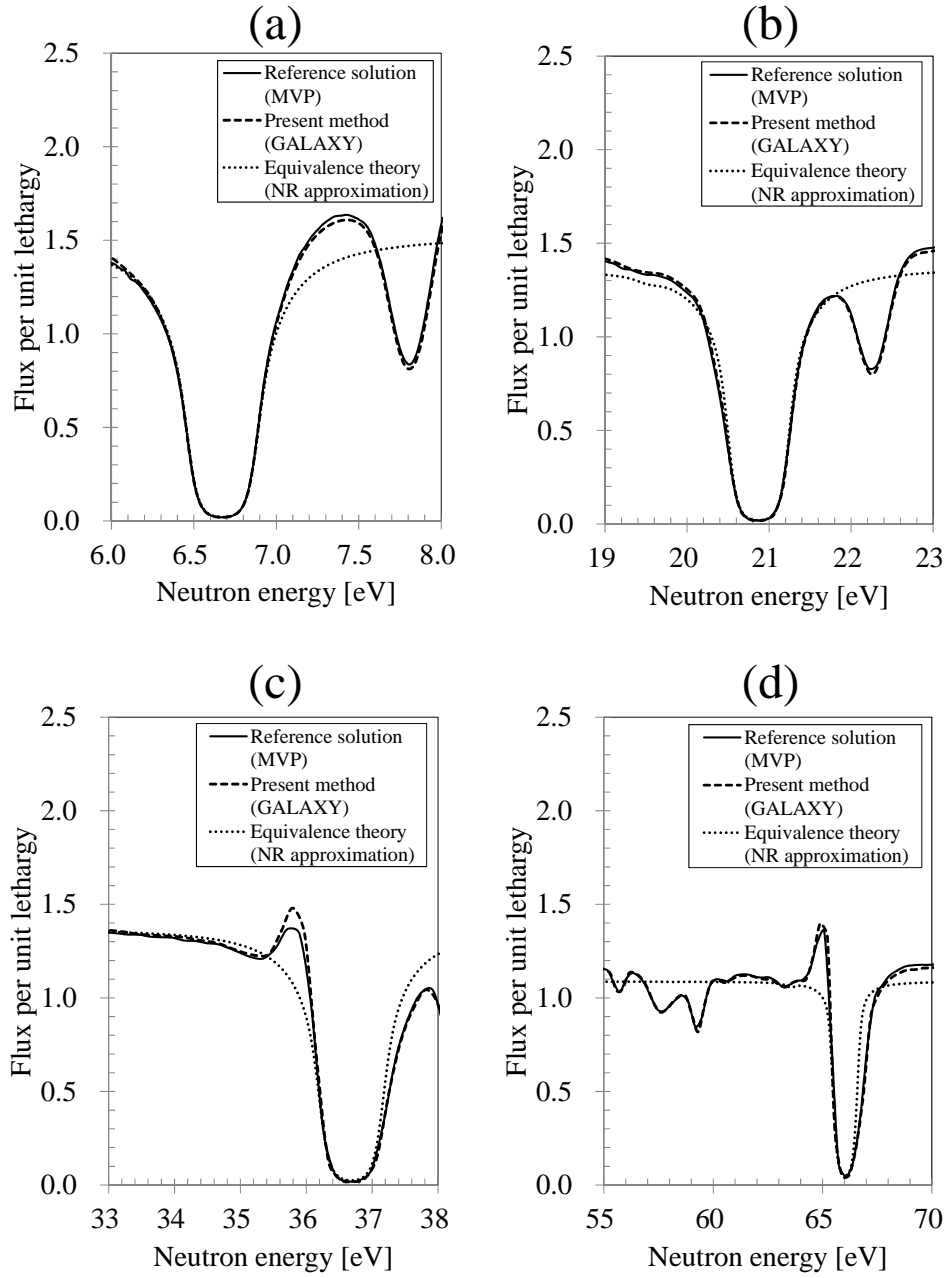 (a)
Flux per unit lethargy
2.5
2.0
1.5
1.0
0.5
0.0
Reference solution
(MVP)
Present method
(GALAXY)
Equivalence theory
(NR approximation)
6.0 6.5 7.0 7.5 8.0
Neutron energy [eV]
(b)
Flux per unit lethargy
2.5
2.0
1.5
1.0
0.5
0.0
Reference solution
(MVP)
Present method
(GALAXY)
Equivalence theory
(NR approximation)
19 20 21 22 23
Neutron energy [eV]
(c)
Flux per unit lethargy
2.5
2.0
1.5
1.0
0.5
0.0
Reference solution
(MVP)
Present method
(GALAXY)
Equivalence theory
(NR approximation)
33 34 35 36 37 38
Neutron energy [eV]
(d)
Flux per unit lethargy
2.5
2.0
1.5
1.0
0.5
0.0
Reference solution
(MVP)
Present method
(GALAXY)
Equivalence theory
(NR approximation)
55 60 65 70
Neutron energy [eV]